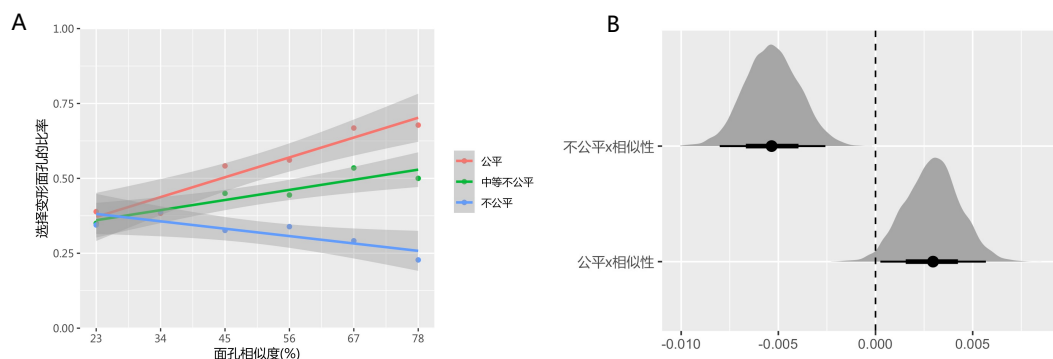 A
1.00
0.75
0.50
0.25
0.00
选择变形面孔的比率
23 34 45 56 67 78
面孔相似度(%)
公平
中等不公平
不公平
B
不公平x相似性
公平x相似性
-0.010 -0.005 0.000 0.005